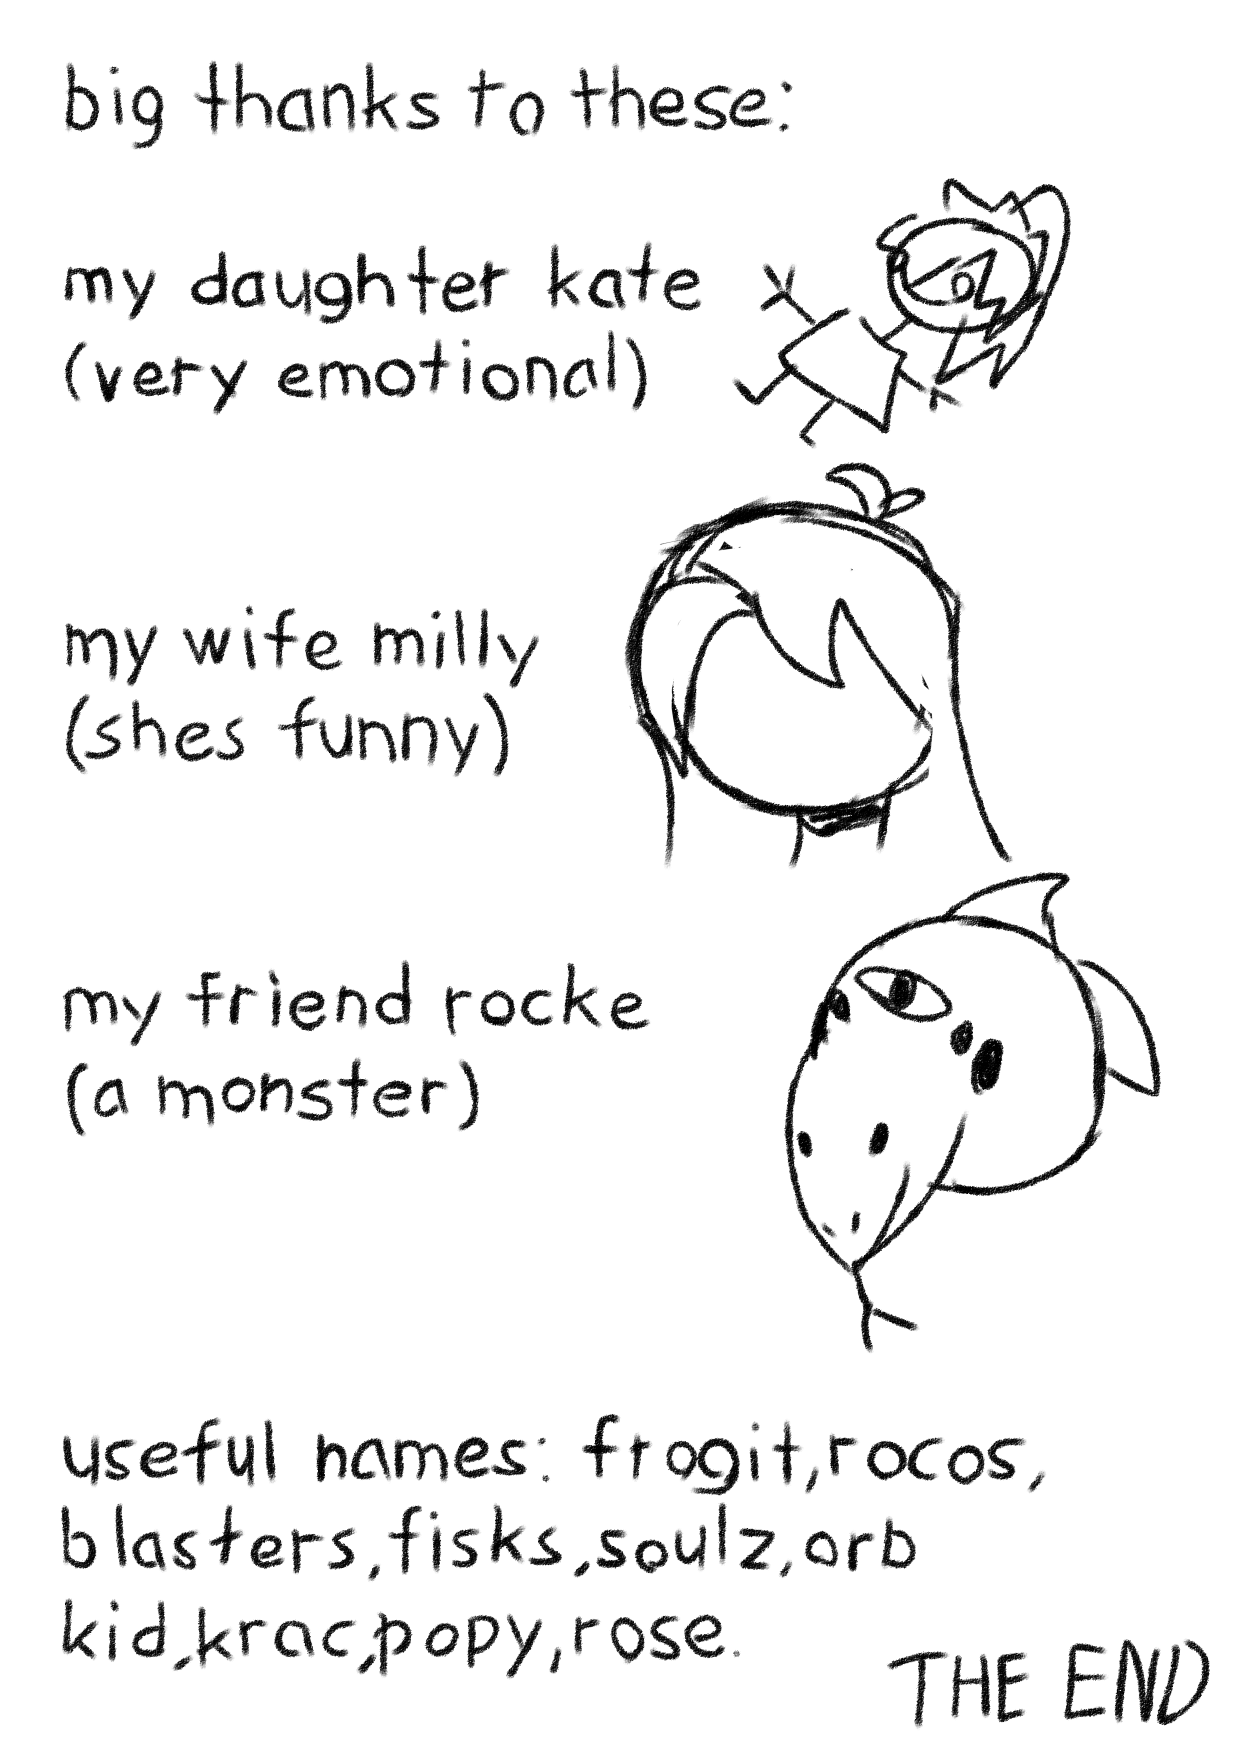 big thanks to these:
my daughter kate
(very emotional)
my wife milly
(shes funny)
my friend rocke
(a monster)
useful names: frogit,rocos,
blasters,fisks,soulz,orb
kid,krac,popy,rose.
THE END